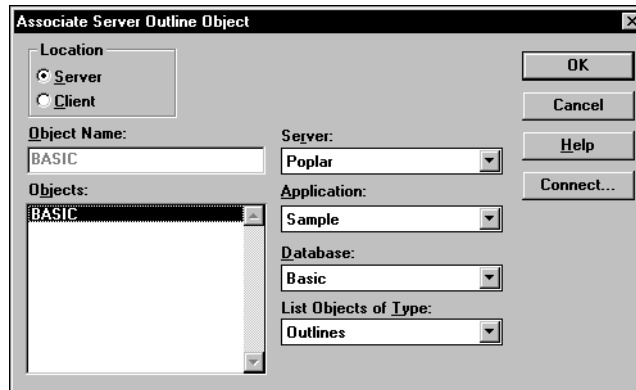 Associate Server Outline Object
Location
Server
Client
Object Name:
BASIC
Objects:
BASIC
Server:
Poplar
Application:
Sample
Database:
Basic
List Objects of Type:
Outlines
OK
Cancel
Help
Connect...